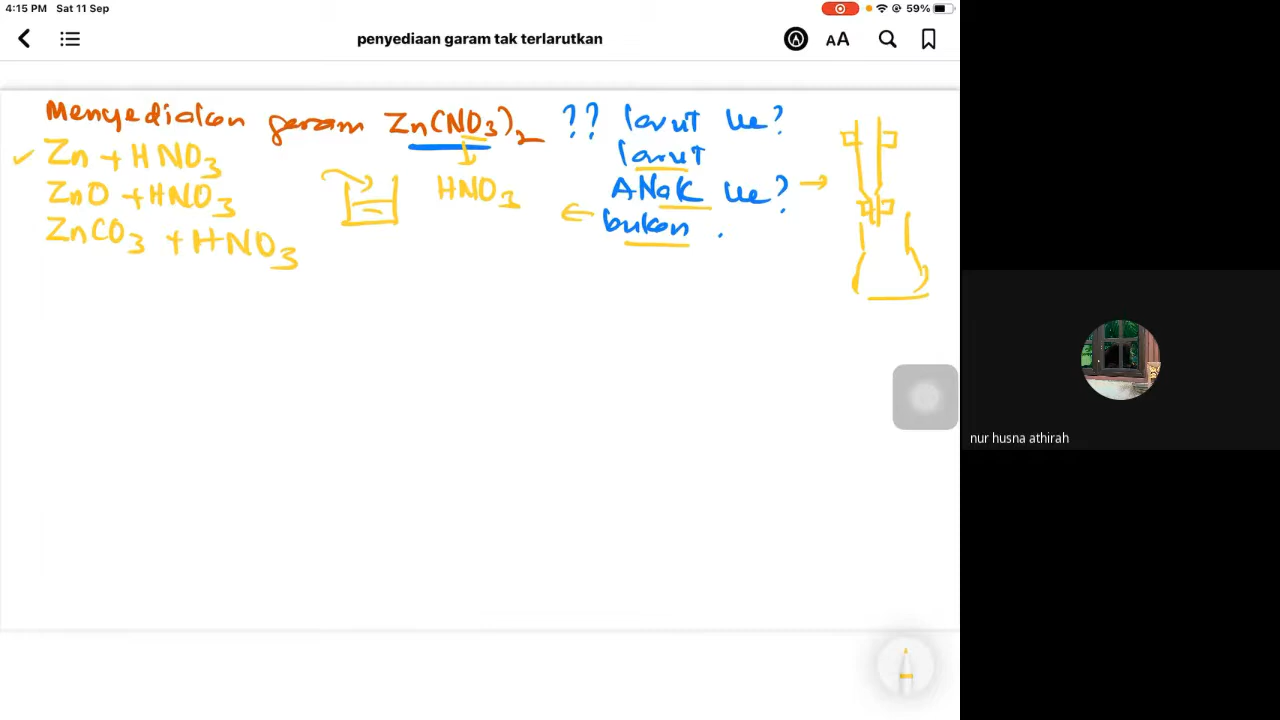 4:15 PM Sat 11 Sep
59%
penyediaan garam tak terlarutkan
AA
Menyediakan garam Zn(NO3)2 ?? larut ke?
Zn + HNO3
larut
ZnO + HNO3
HNO3
ANaK ke?
ZnCO3 + HNO3
bukan.
nur husna athirah